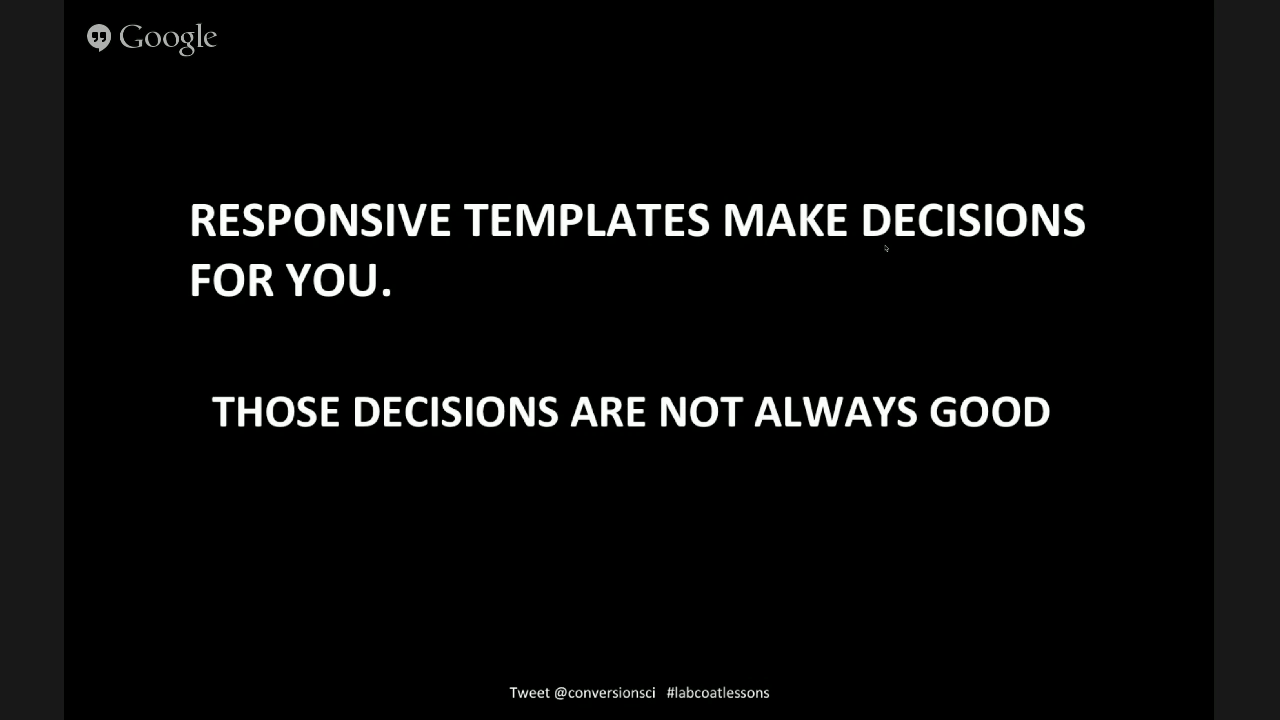 Google
RESPONSIVE TEMPLATES MAKE DECISIONS
FOR YOU.
THOSE DECISIONS ARE NOT ALWAYS GOOD
Tweet @conversionsci #labcoatlessons